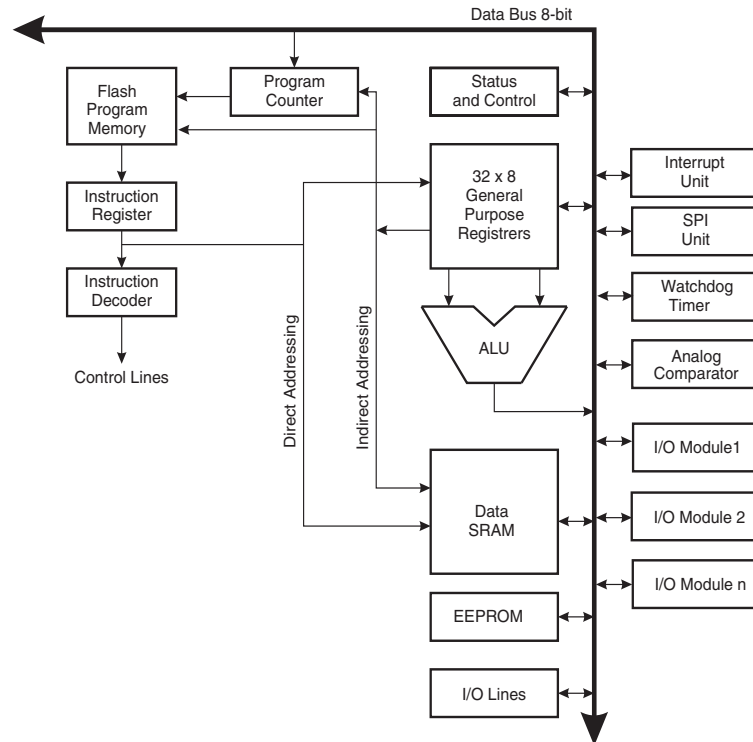 Data Bus 8-bit
Flash
Program
Memory
Program
Counter
Status
and Control
Interrupt
Unit
32 x 8
General
Purpose
Registrers
Instruction
Register
SPI
Unit
Instruction
Decoder
Watchdog
Timer
Direct Addressing
Indirect Addressing
ALU
Analog
Comparator
Control Lines
I/O Module1
Data
SRAM
I/O Module 2
I/O Module n
EEPROM
I/O Lines